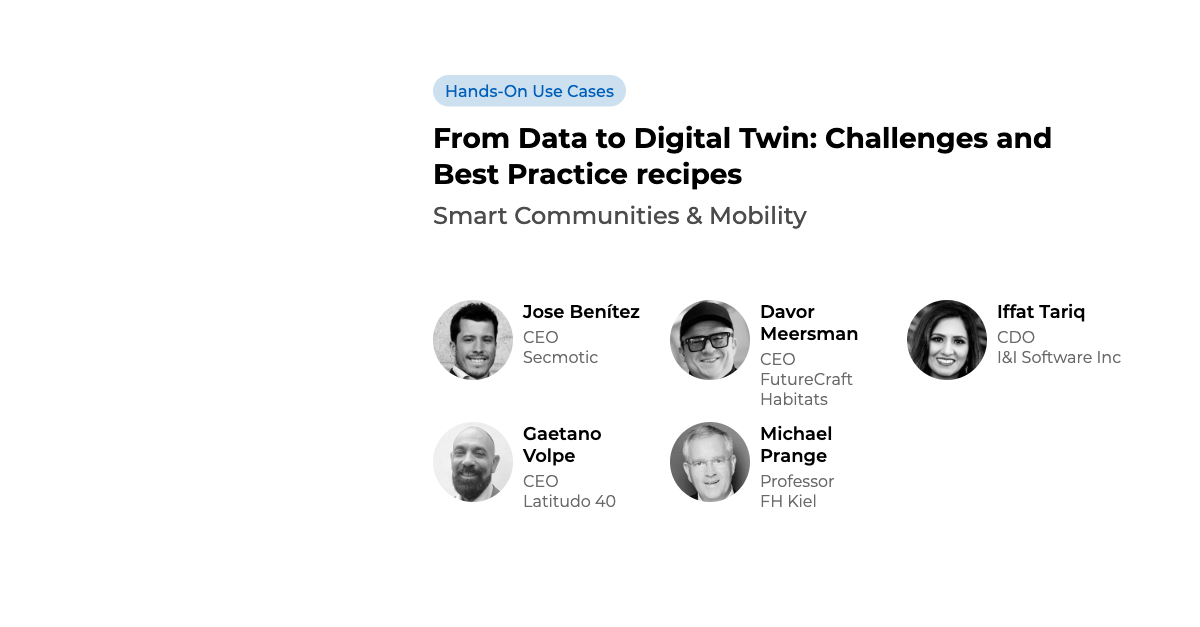 Hands-On Use Cases
From Data to Digital Twin: Challenges and
Best Practice recipes
Smart Communities & Mobility
Jose Benítez
CEO
Secmotic
Davor
Meersman
CEO
FutureCraft
Habitats
Iffat Tariq
CDO
I&I Software Inc
Gaetano
Volpe
CEO
Latitudo 40
Michael
Prange
Professor
FH Kiel